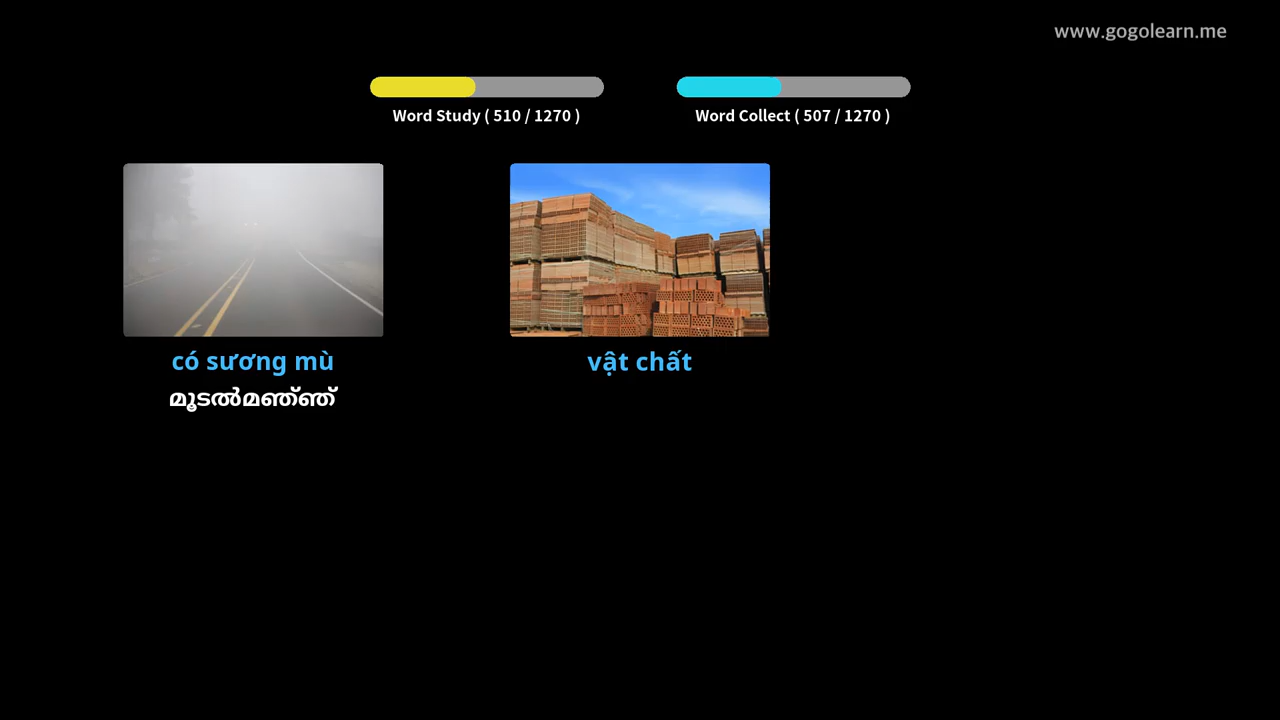 www.gogolearn.me
Word Study ( 510 / 1270 )
Word Collect ( 507 / 1270 )
có sương mù
മൂടൽമഞ്ഞ്
vật chất